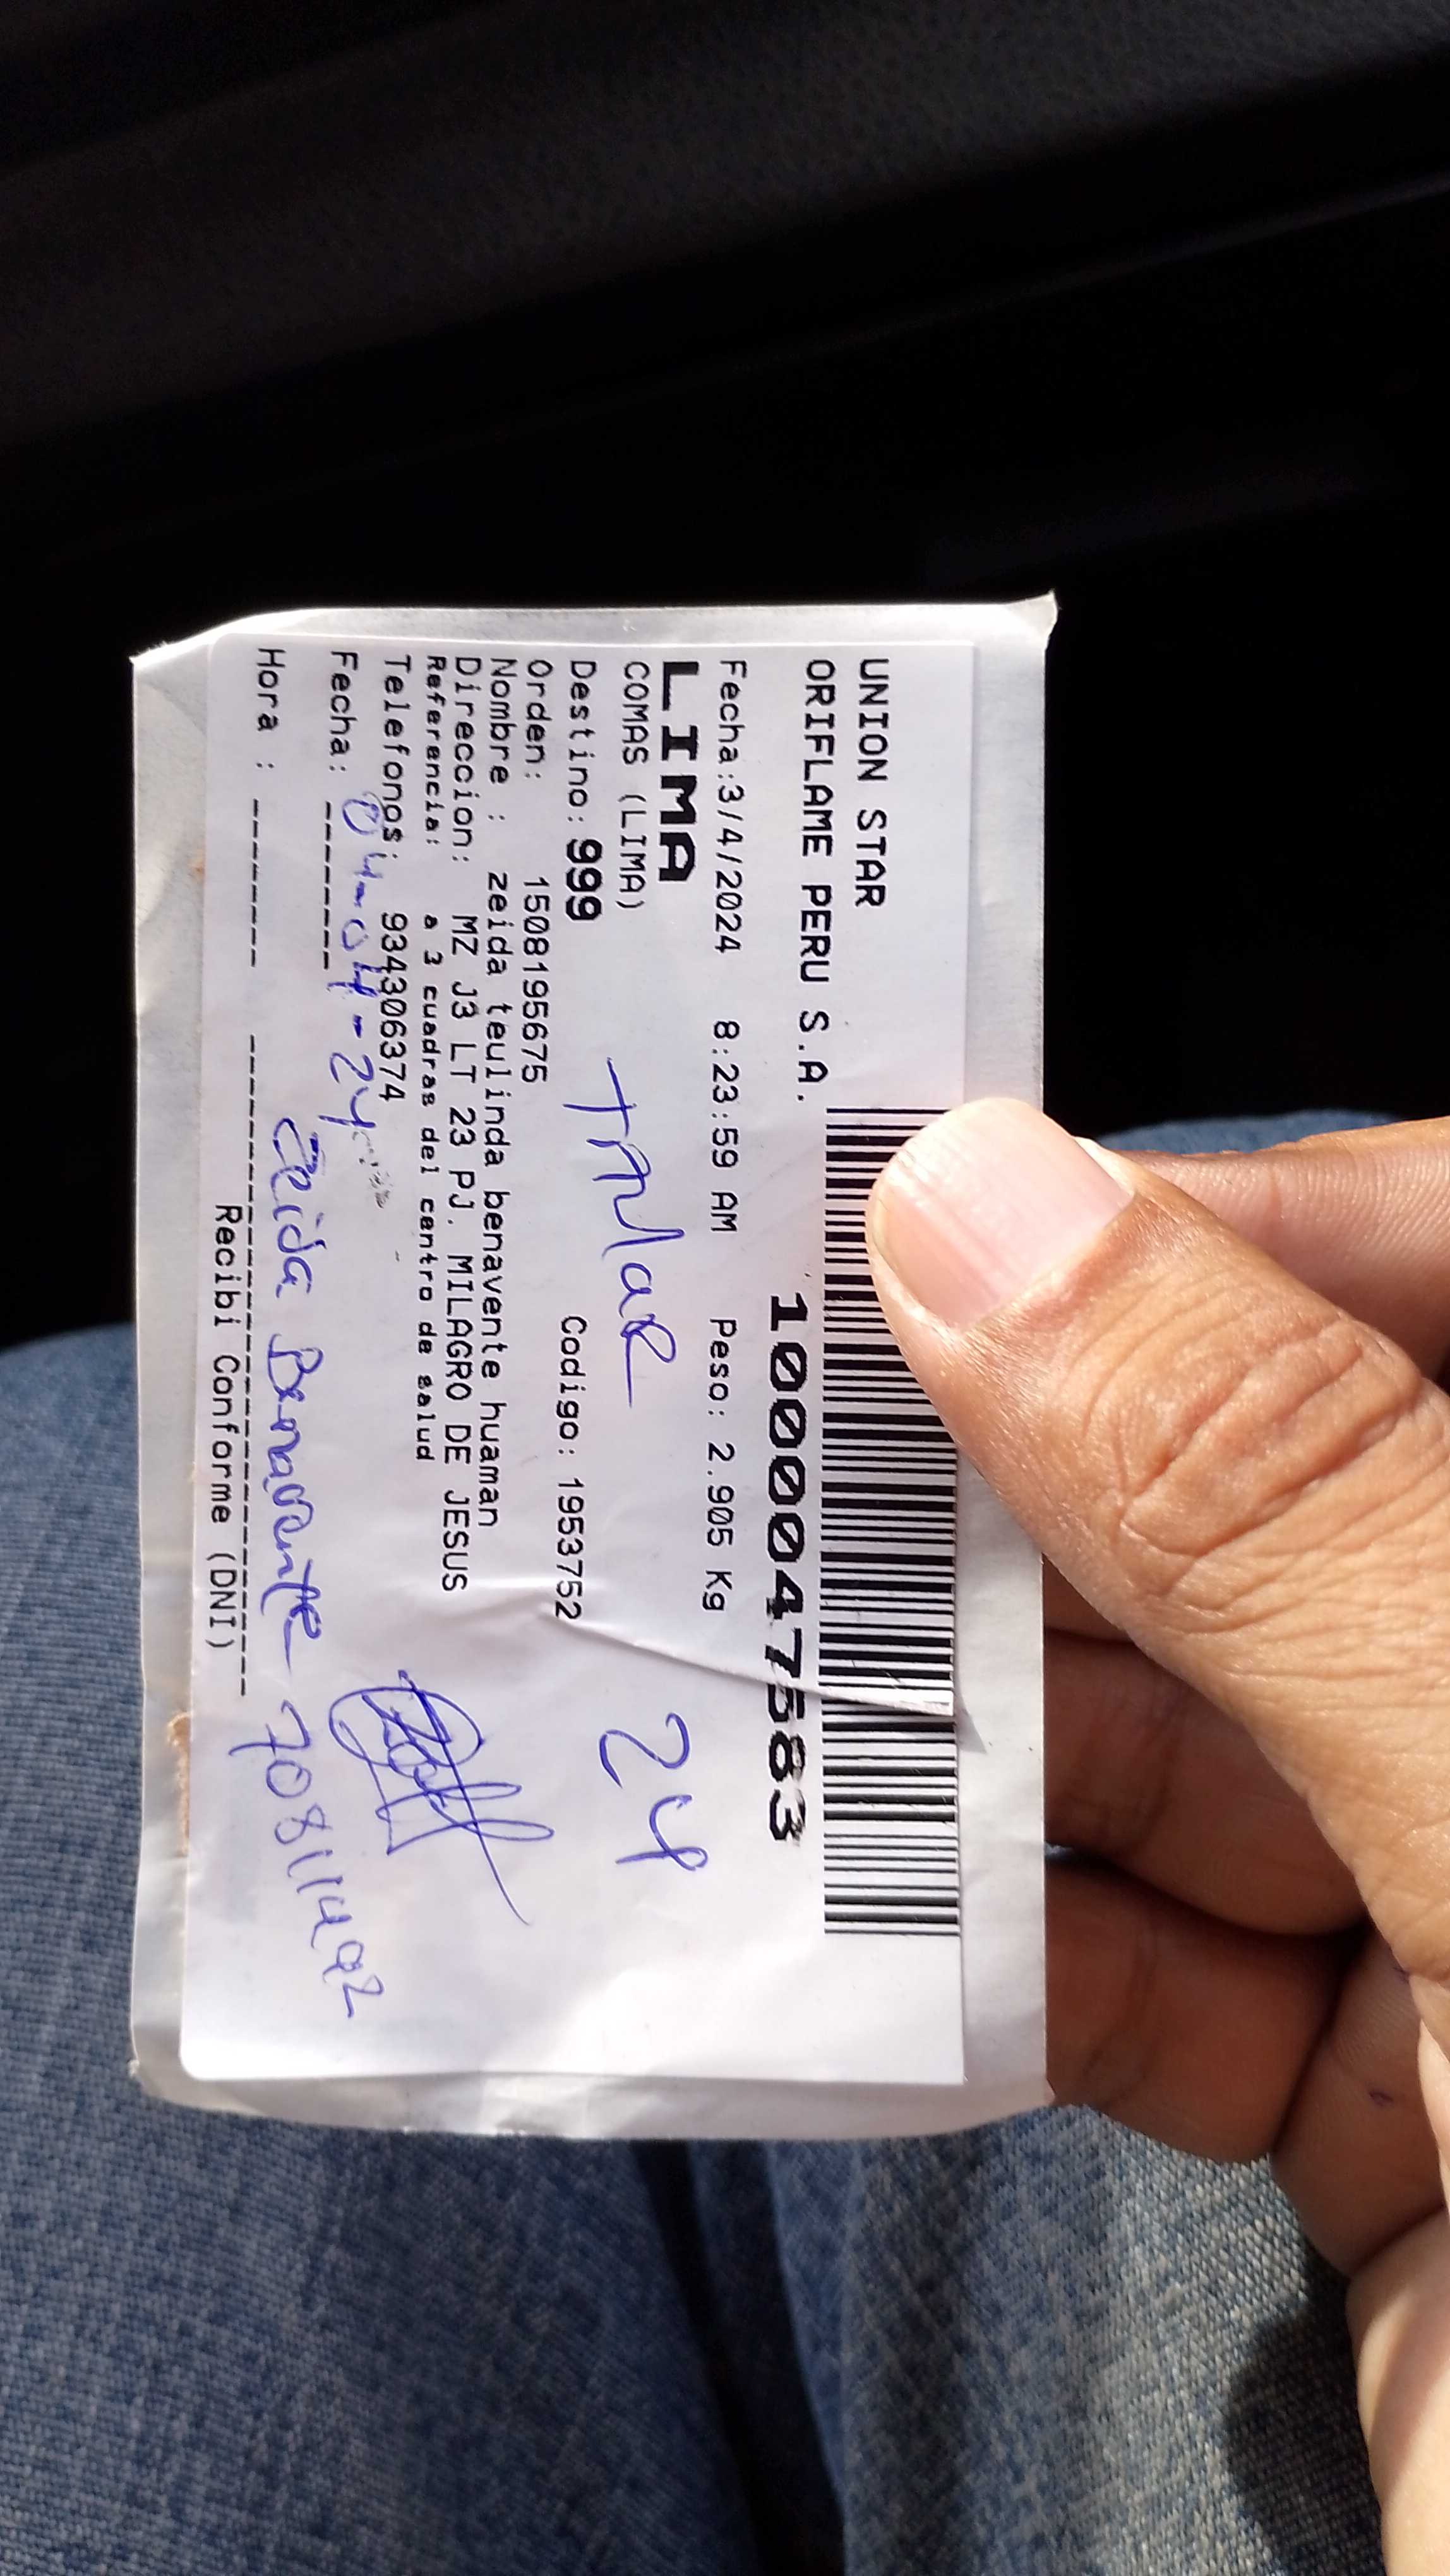 UNION STAR
ORIFLAME PERU S.A.
10000047583
Fecha:3/4/2024 8:23:59 AM Peso: 2.905 Kg
LIMA
COMAS (LIMA)
24
Destino: 999 Codigo: 1953752
Orden: 1508195675
Nombre : zeida teulinda benavente huaman
Direccion: MZ J3 LT 23 PJ. MILAGRO DE JESUS
Referencia: a 3 cuadras del centro de salud
Telefonos: 934306374
Fecha: 04-04-24
Zeida Benavente 70811492
Hora :
Recibi Conforme (DNI)